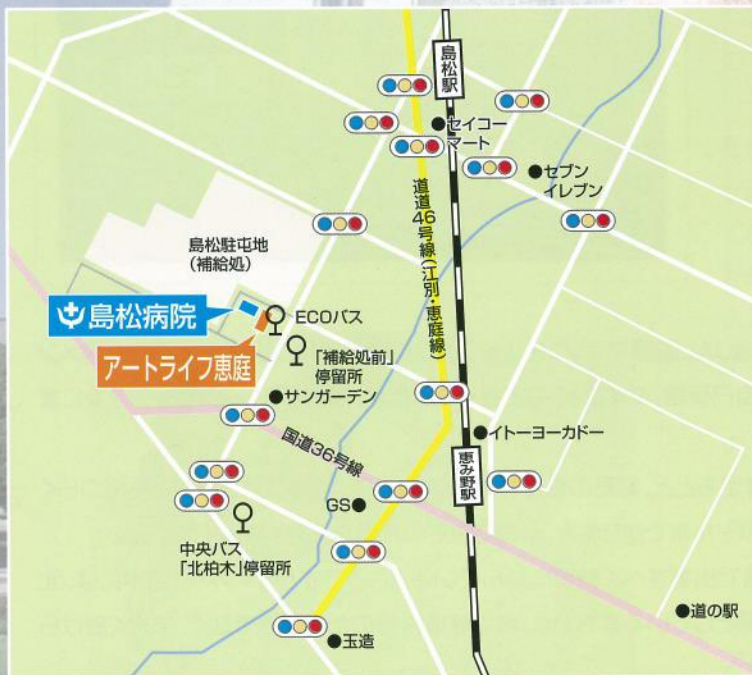 島松駅
セイコー
マート
セブン
イレブン
道道46号線(江別・恵庭線)
島松駐屯地
(補給処)
島松病院
ECOバス
アートライフ恵庭
「補給処前」
停留所
サンガーデン
イトーヨーカドー
国道36号線
恵み野駅
GS
中央バス
「北柏木」停留所
道の駅
玉造